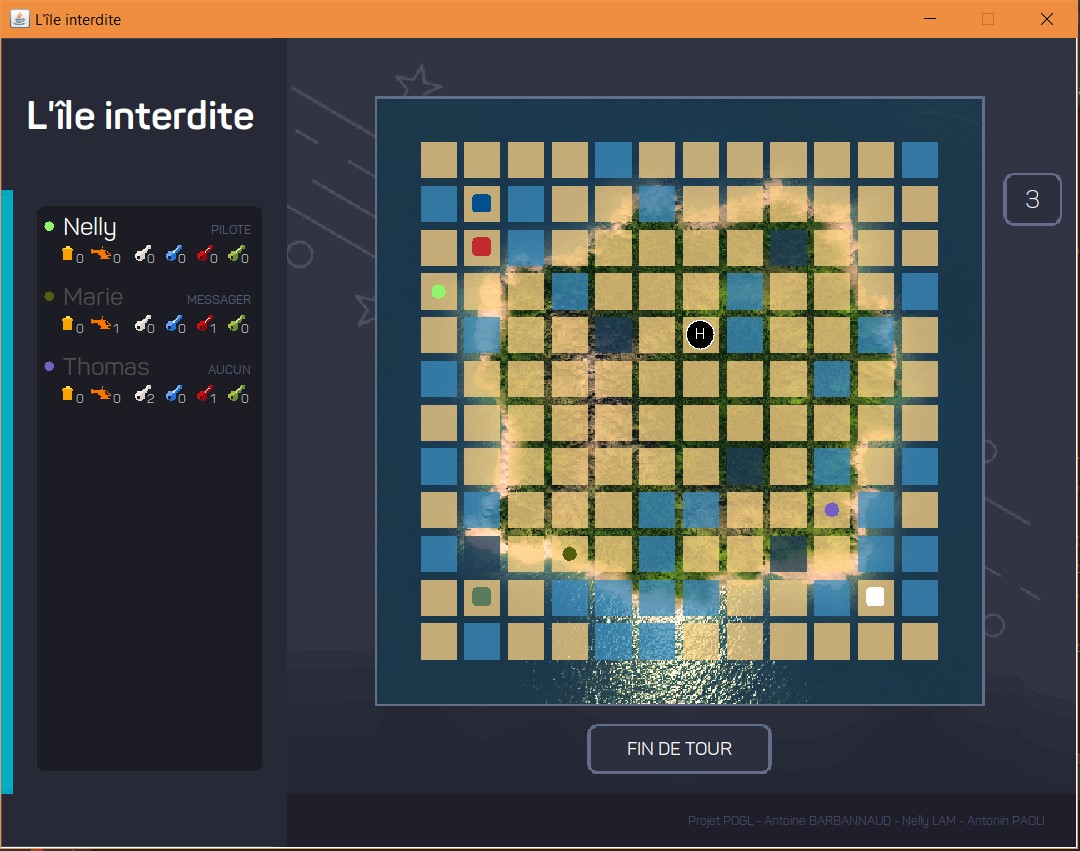 L'île interdite
L'île interdite
3
Nelly PILOTE
0 0 0 0 0 0
Marie MESSAGER
0 1 0 0 1 0
Thomas AUCUN
0 0 2 0 1 0
H
FIN DE TOUR
Projet POGL - Antoine BARBANNAUD - Nelly LAM - Antonin PAOLI